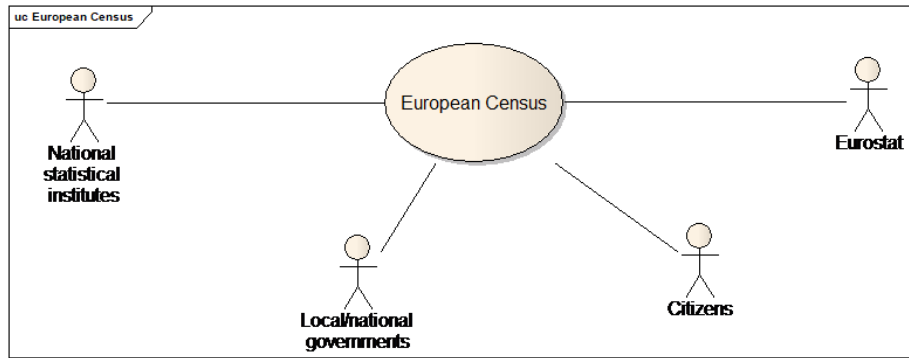 uc European Census
European Census
National
statistical
institutes
Eurostat
Local/national
governments
Citizens